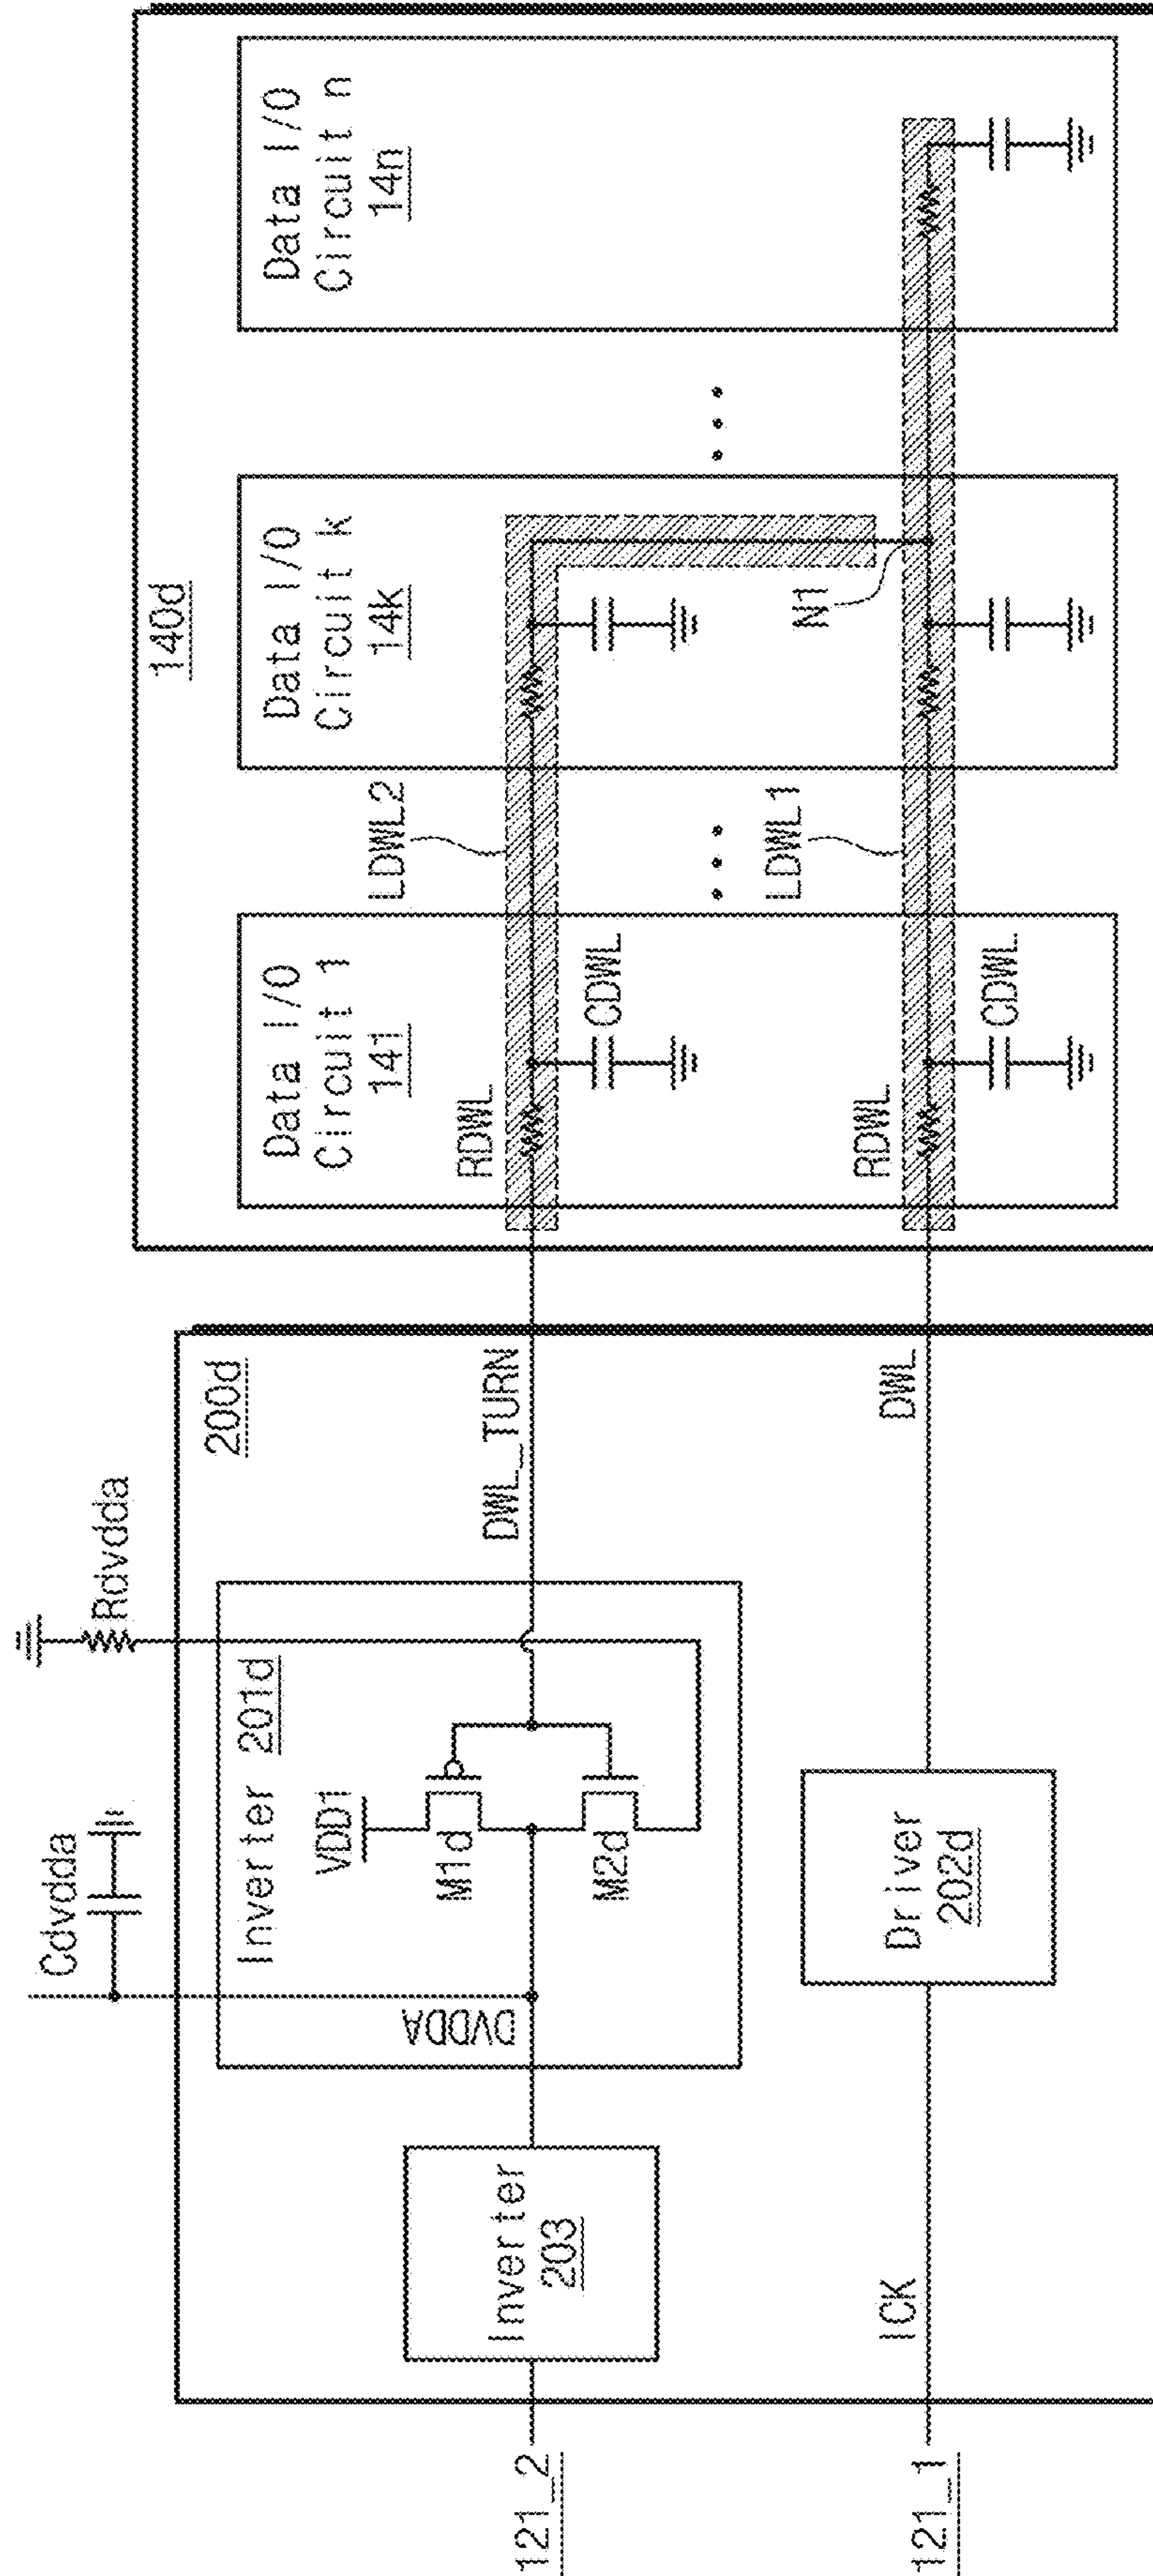 140d
Data I/O
Circuit 1
141
Data I/O
Circuit k
14k
Data I/O
Circuit n
14n
LDWL2
RDWL
CDWL
N1
LDWL1
RDWL
CDWL
200d
Cdvdda
Rdvdda
Inverter 201d
VDD1
M1d
M2d
DVDDA
DWL_TURN
Inverter
203
121_2
Driver
202d
DWL
ICK
121_1